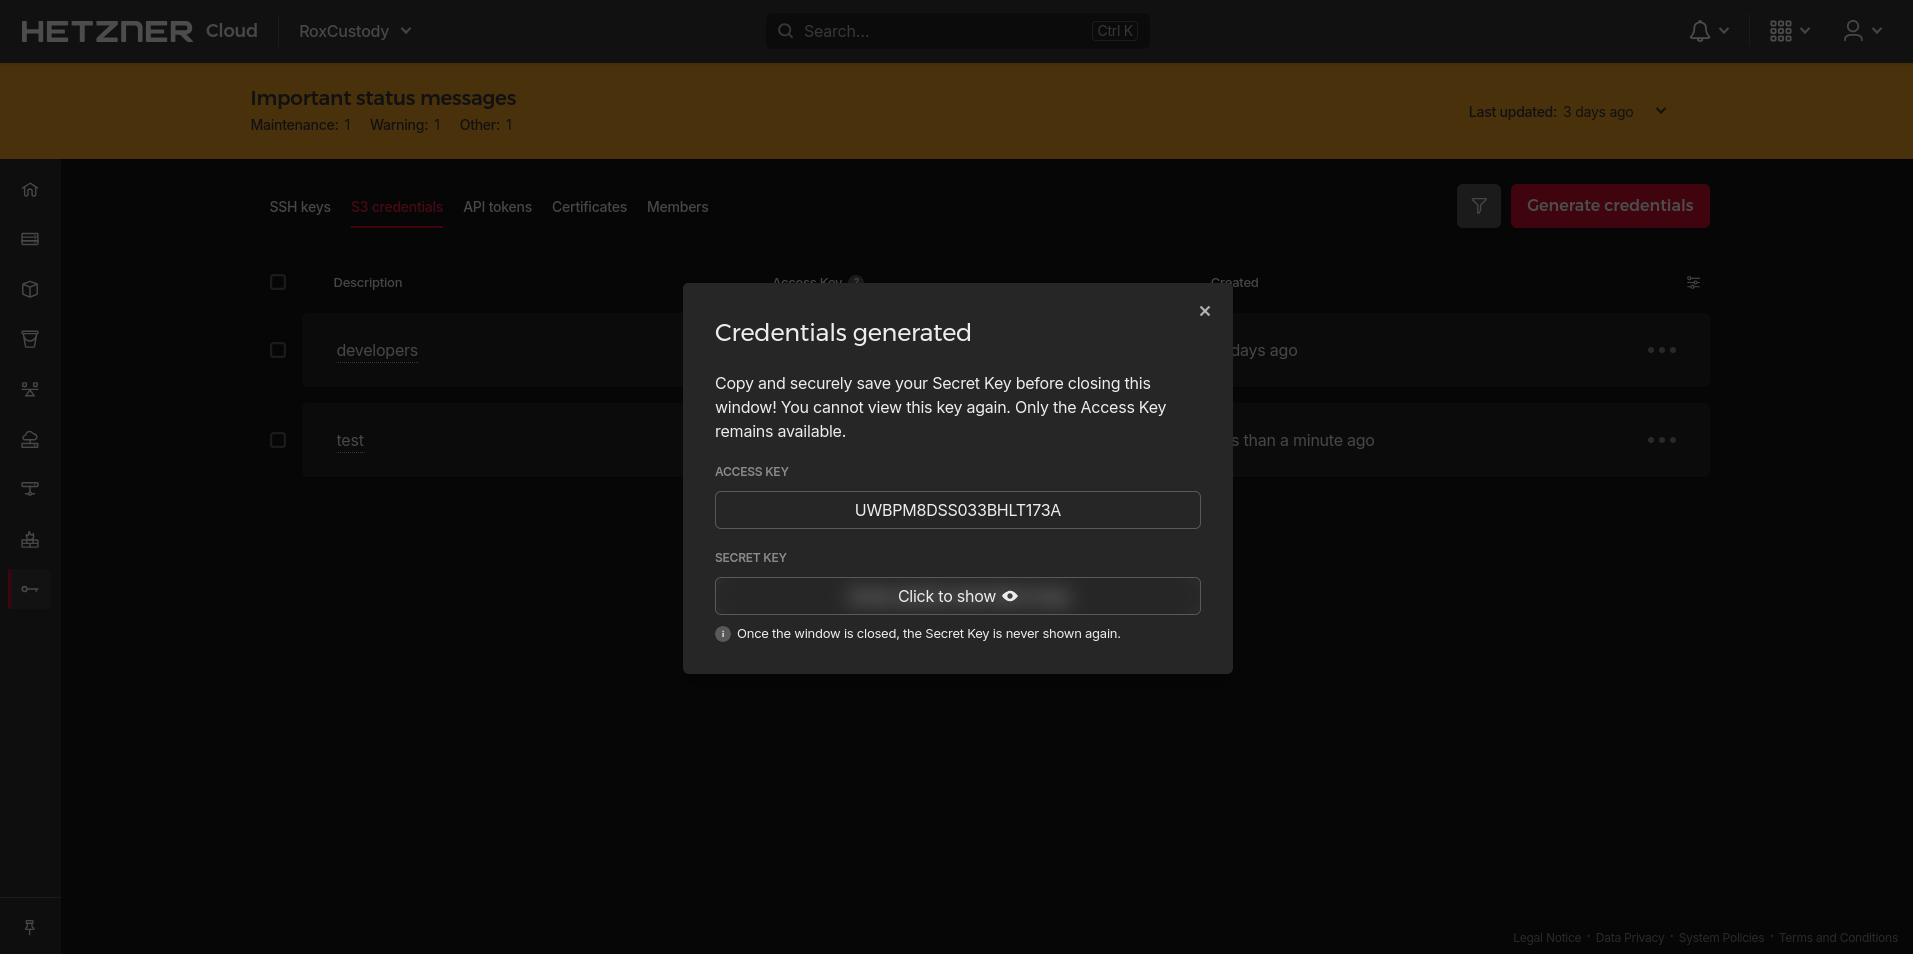 HETZNER Cloud
RoxCustody
Search...
Ctrl K
Important status messages
Maintenance: 1 Warning: 1 Other: 1
Last updated: 3 days ago
SSH keys
S3 credentials
API tokens
Certificates
Members
Generate credentials
Description
Access Key ?
Created
developers
days ago
test
s than a minute ago
Credentials generated
Copy and securely save your Secret Key before closing this
window! You cannot view this key again. Only the Access Key
remains available.
ACCESS KEY
UWBPM8DSS033BHLT173A
SECRET KEY
Click to show
Once the window is closed, the Secret Key is never shown again.
Legal Notice · Data Privacy · System Policies · Terms and Conditions